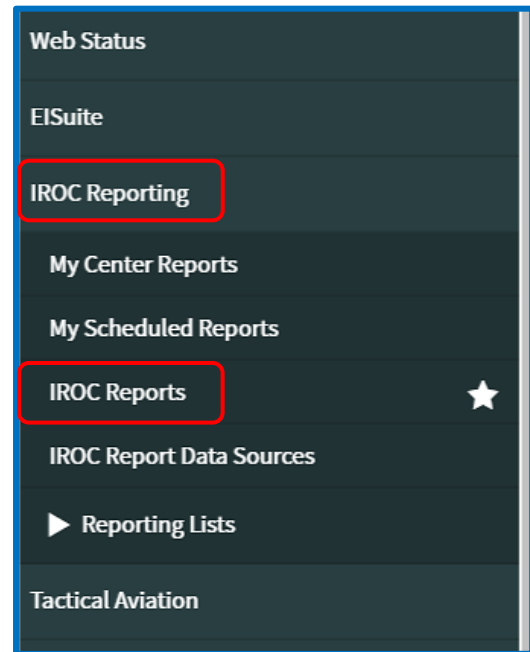 Web Status
EISuite
IROC Reporting
My Center Reports
My Scheduled Reports
IROC Reports
IROC Report Data Sources
Reporting Lists
Tactical Aviation